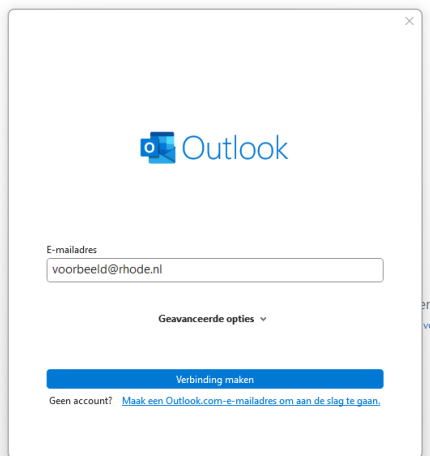 Outlook
E-mailadres
voorbeeld@rhode.nl
Geavanceerde opties
Verbinding maken
Geen account? Maak een Outlook.com-e-mailadres om aan de slag te gaan.